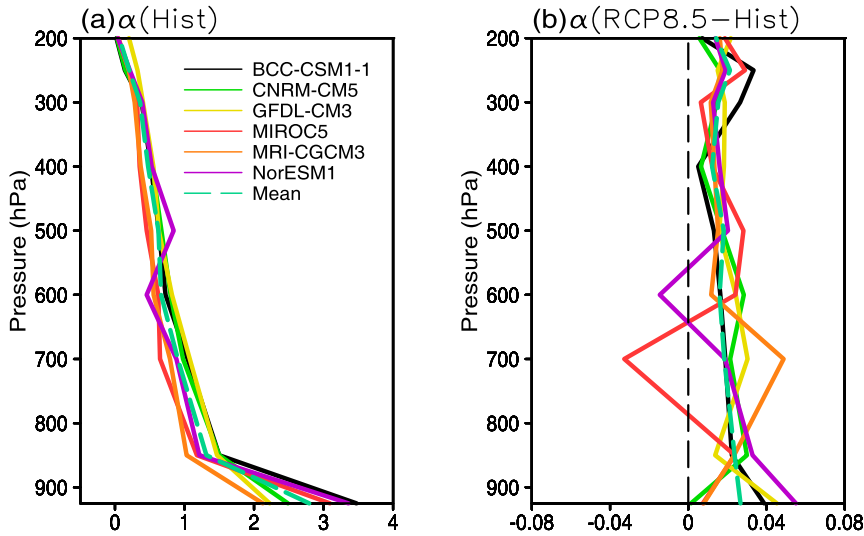 (a)α(Hist)
(b)α(RCP8.5−Hist)
200
300
400
500
600
700
800
900
Pressure (hPa)
BCC-CSM1-1
CNRM-CM5
GFDL-CM3
MIROC5
MRI-CGCM3
NorESM1
Mean
0
1
2
3
4
200
300
400
500
600
700
800
900
Pressure (hPa)
-0.08
-0.04
0
0.04
0.08